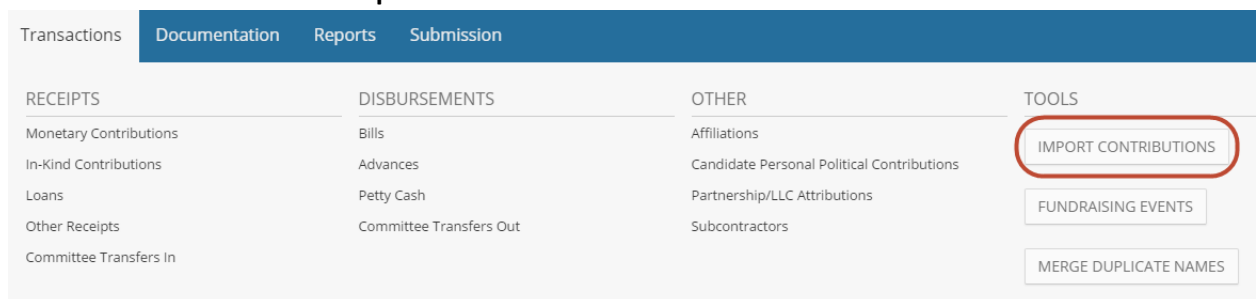 Transactions Documentation Reports Submission
RECEIPTS
Monetary Contributions
In-Kind Contributions
Loans
Other Receipts
Committee Transfers In
DISBURSEMENTS
Bills
Advances
Petty Cash
Committee Transfers Out
OTHER
Affiliations
Candidate Personal Political Contributions
Partnership/LLC Attributions
Subcontractors
TOOLS
IMPORT CONTRIBUTIONS
FUNDRAISING EVENTS
MERGE DUPLICATE NAMES